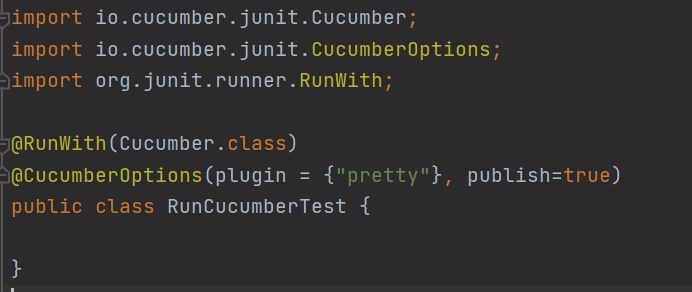 import io.cucumber.junit.Cucumber;
import io.cucumber.junit.CucumberOptions;
import org.junit.runner.RunWith;
@RunWith(Cucumber.class)
@CucumberOptions(plugin = {"pretty"}, publish=true)
public class RunCucumberTest {
}